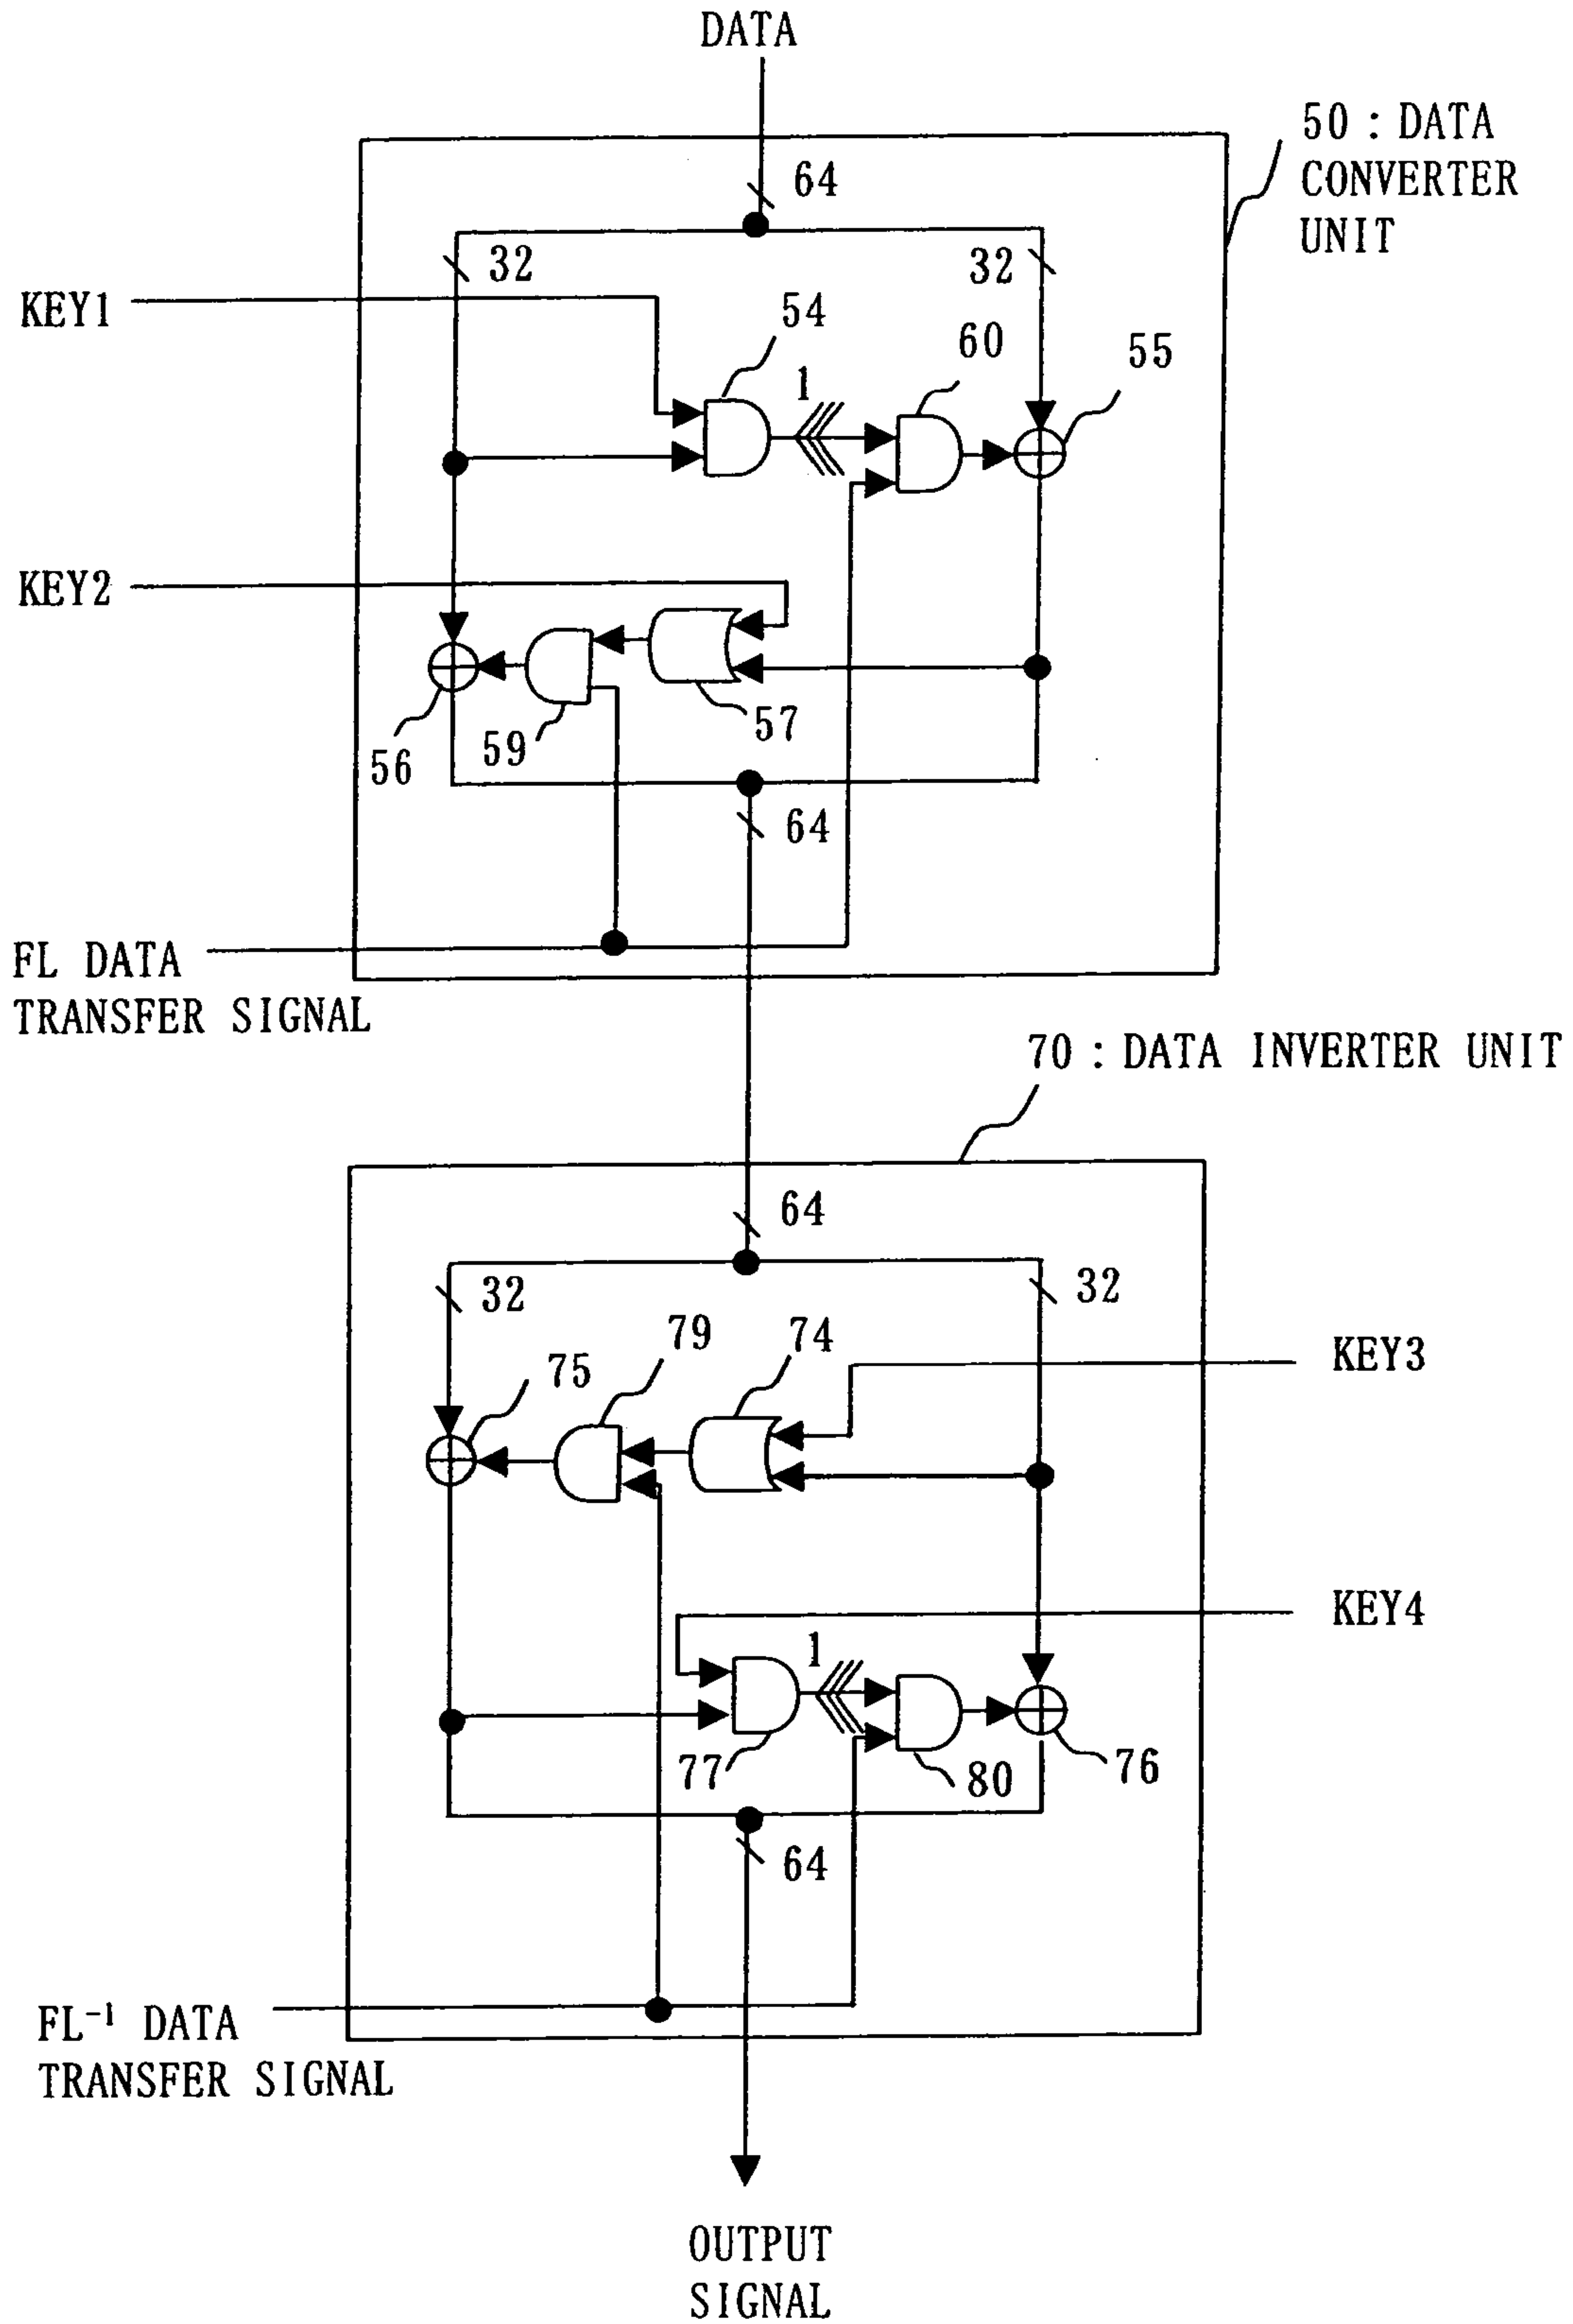 DATA
50 : DATA
CONVERTER
UNIT
64
32
32
KEY1
54
60
55
1
KEY2
57
59
56
64
FL DATA
TRANSFER SIGNAL
70 : DATA INVERTER UNIT
64
32
32
79
74
75
KEY3
KEY4
1
77
80
76
64
FL⁻¹ DATA
TRANSFER SIGNAL
OUTPUT
SIGNAL